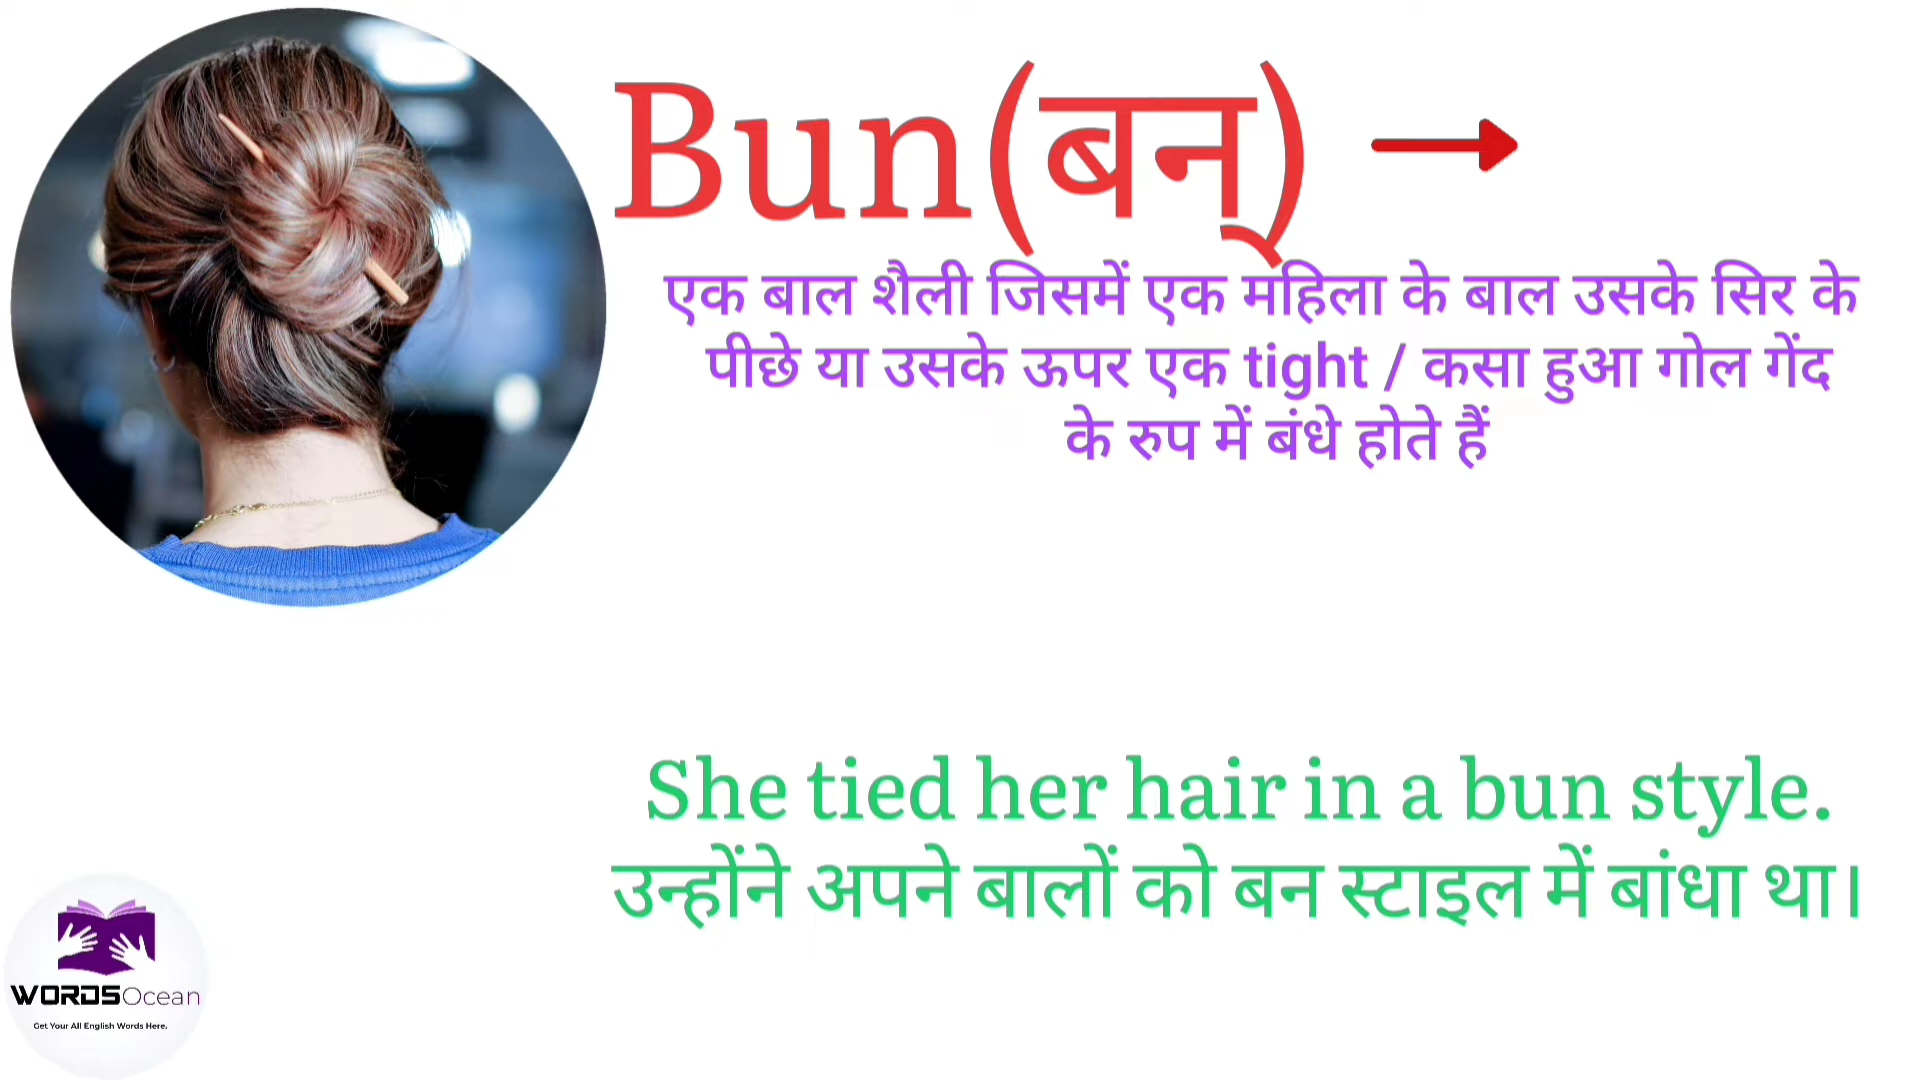 Bun(बन्) →
एक बाल शैली जिसमें एक महिला के बाल उसके सिर के
पीछे या उसके ऊपर एक tight / कसा हुआ गोल गेंद
के रुप में बंधे होते हैं
She tied her hair in a bun style.
उन्होंने अपने बालों को बन स्टाइल में बांधा था।
WORDSOcean
Get Your All English Words Here.